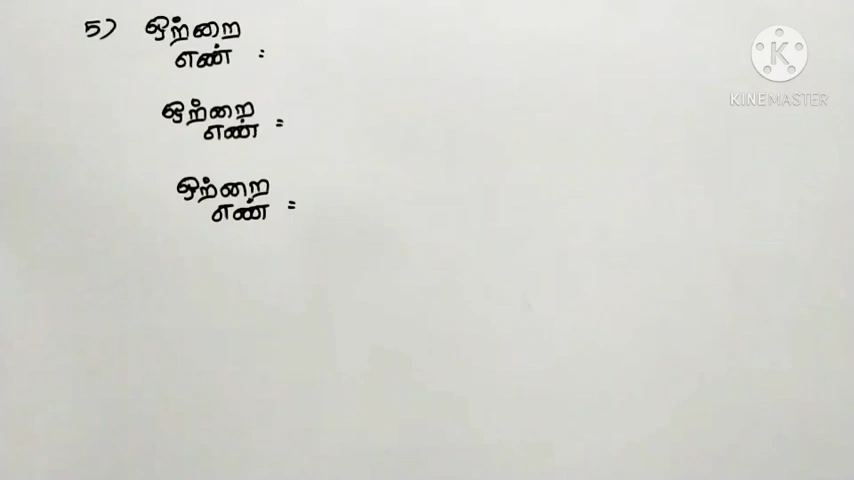 5) ஒற்றை
எண் :
ஒற்றை
எண் =
ஒற்றை
எண் =
K
KINEMASTER